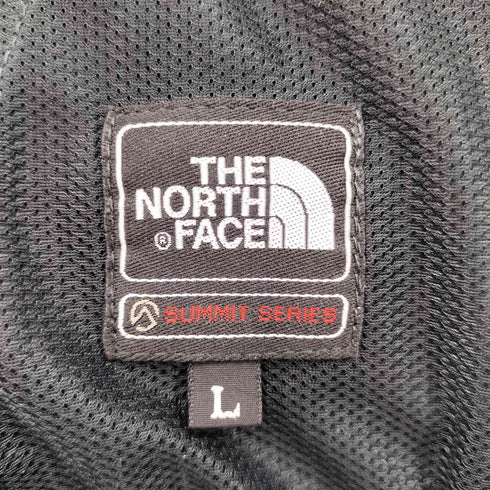 THE
NORTH
® FACE
SUMMIT SERIES
L